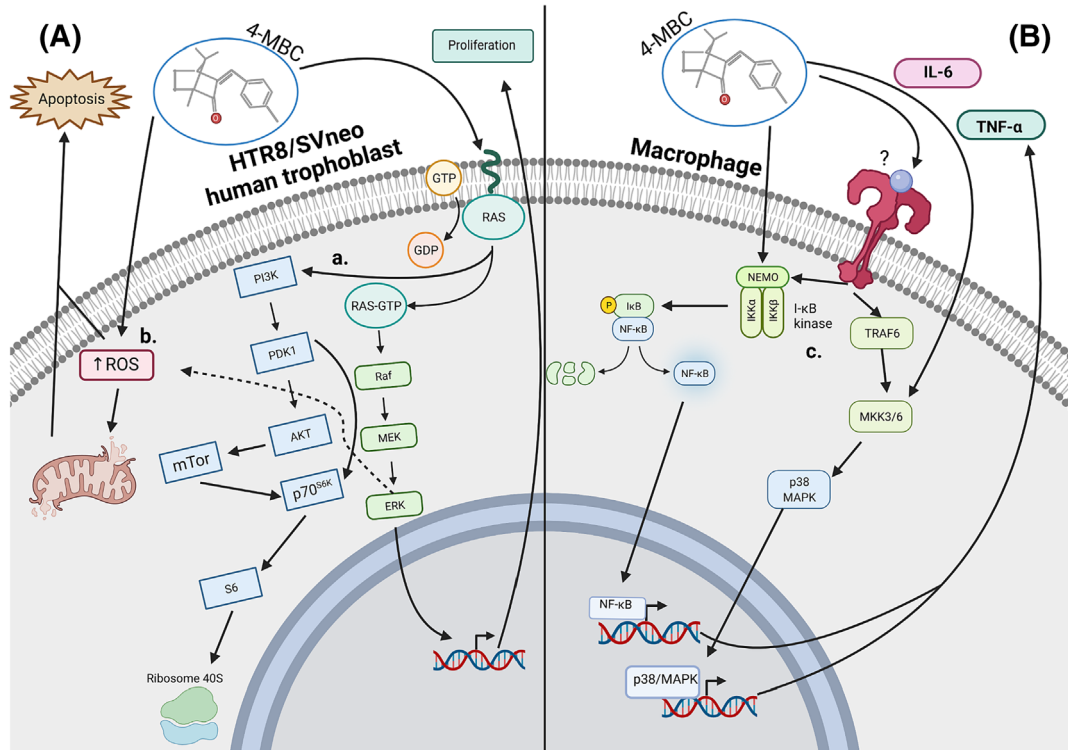 (A)
4-MBC
O
Proliferation
Apoptosis
HTR8/SVneo
human trophoblast
GTP
RAS
GDP
a.
PI3K
RAS-GTP
b.
↑ROS
PDK1
Raf
AKT
MEK
mTor
p70S6K
ERK
S6
Ribosome 40S
(B)
4-MBC
O
IL-6
TNF-α
Macrophage
?
NEMO
IKKα
IKKβ
I-κB
kinase
P
IκB
NF-κB
c.
TRAF6
NF-κB
MKK3/6
p38
MAPK
NF-κB
p38/MAPK